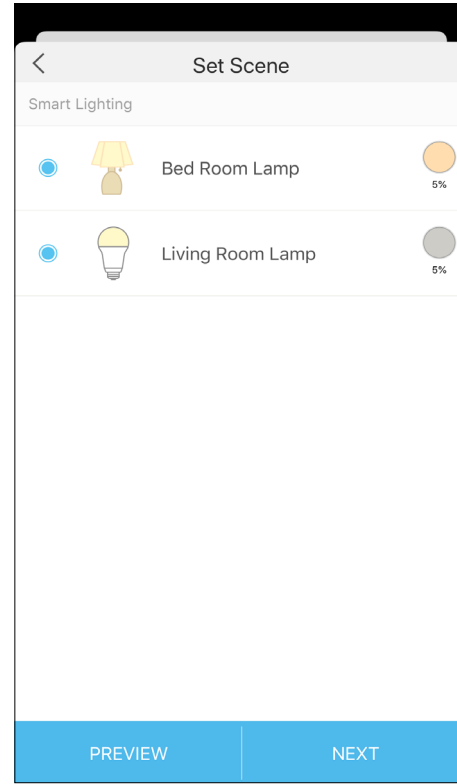 Set Scene
Smart Lighting
Bed Room Lamp
5%
Living Room Lamp
5%
PREVIEW
NEXT